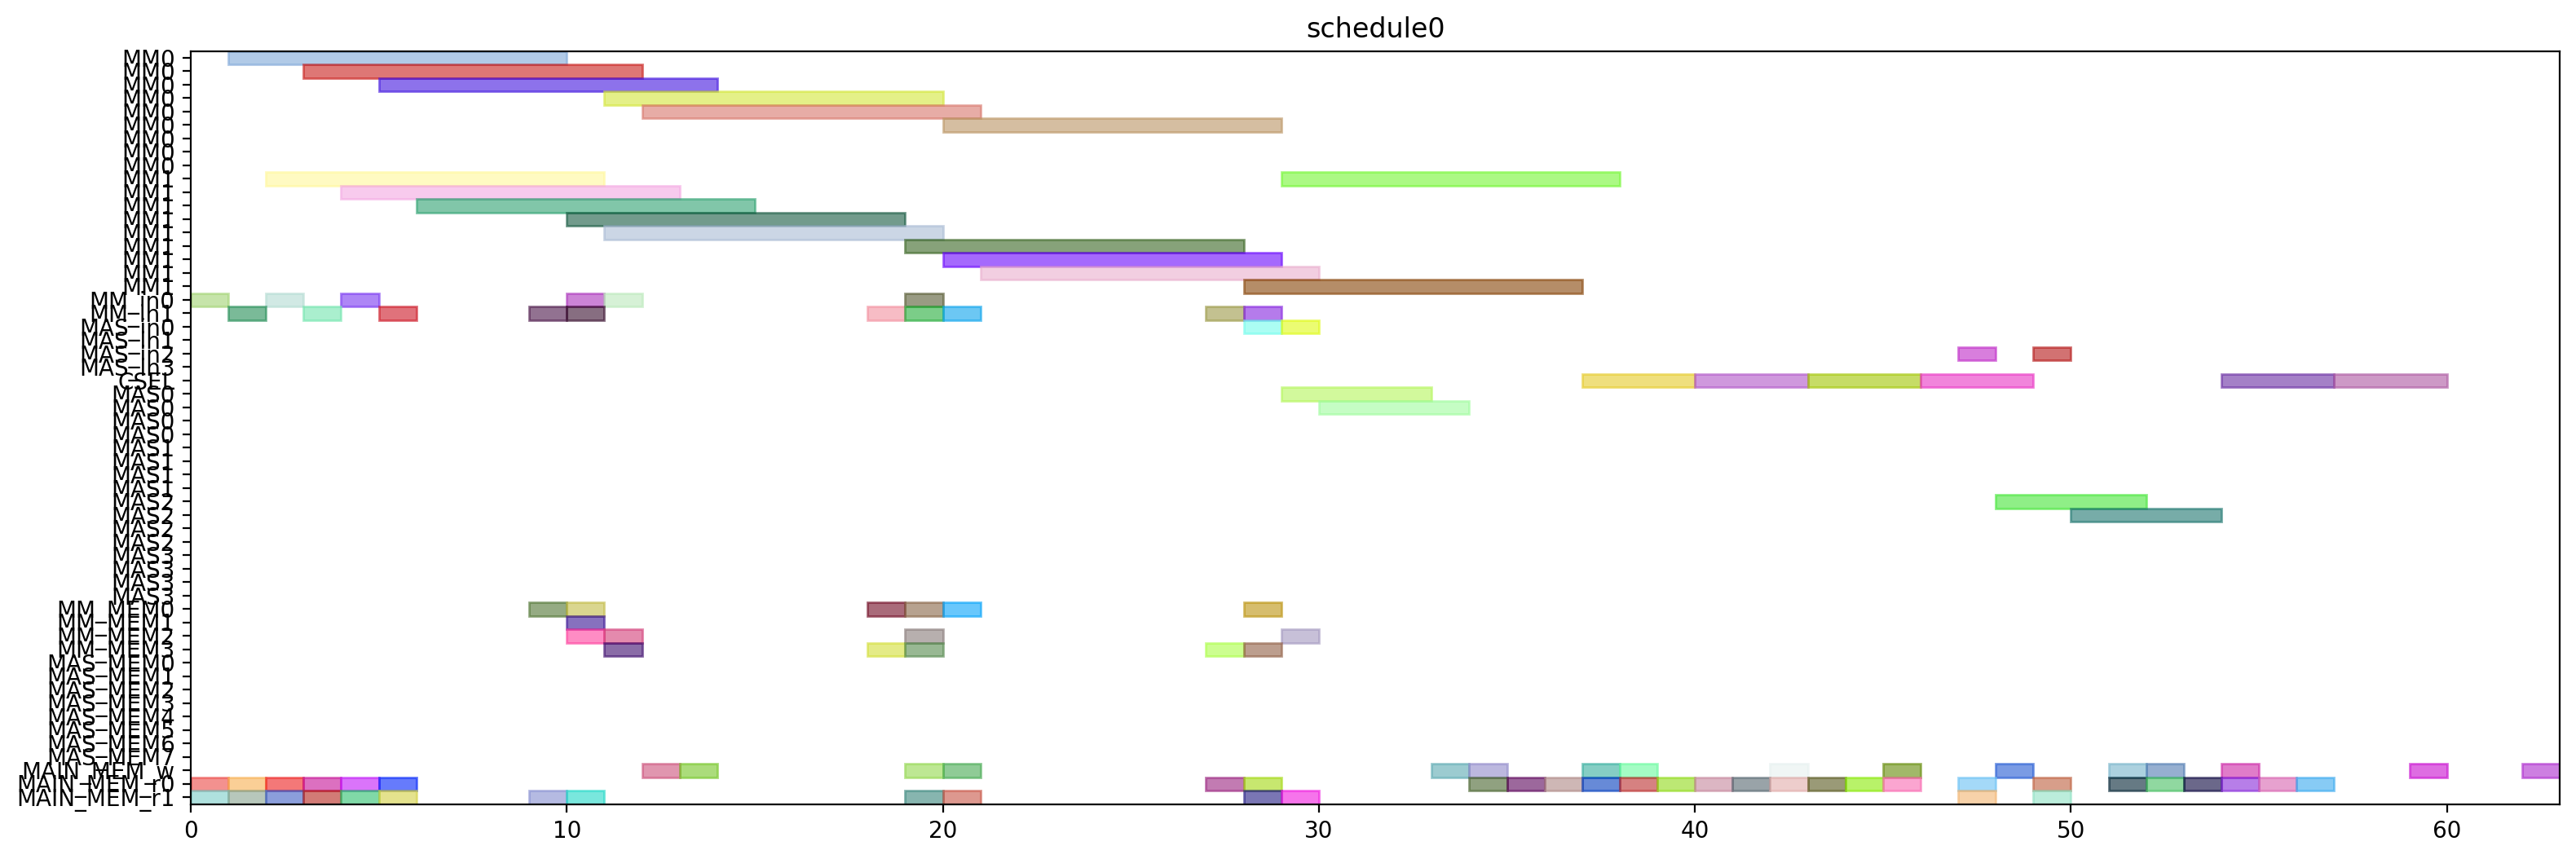 schedule0
MM0
MM0
MM0
MM0
MM0
MM0
MM0
MM0
MM0
MM1
MM1
MM1
MM1
MM1
MM1
MM1
MM1
MM1
MM_in0
MM_in1
MAS_in0
MAS_in1
MAS_in2
MAS_in3
CSEL
MAS0
MAS0
MAS0
MAS0
MAS1
MAS1
MAS1
MAS1
MAS2
MAS2
MAS2
MAS2
MAS3
MAS3
MAS3
MAS3
MM_MEM0
MM_MEM1
MM_MEM2
MM_MEM3
MAS_MEM0
MAS_MEM1
MAS_MEM2
MAS_MEM3
MAS_MEM4
MAS_MEM5
MAS_MEM6
MAS_MEM7
MAIN_MEM_w
MAIN_MEM_r0
MAIN_MEM_r1
0 10 20 30 40 50 60